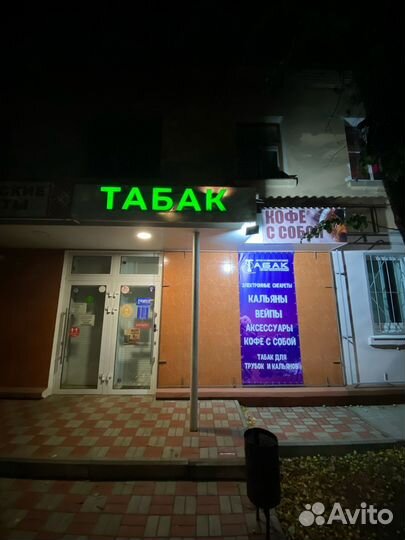 ТАБАК
КОФЕ
С СОБОЙ
ТАБАК
ЭЛЕКТРОННЫЕ СИГАРЕТЫ
КАЛЬЯНЫ
ВЕЙПЫ
АКСЕССУАРЫ
КОФЕ С СОБОЙ
ТАБАК ДЛЯ
ТРУБОК И КАЛЬЯНОВ
Avito